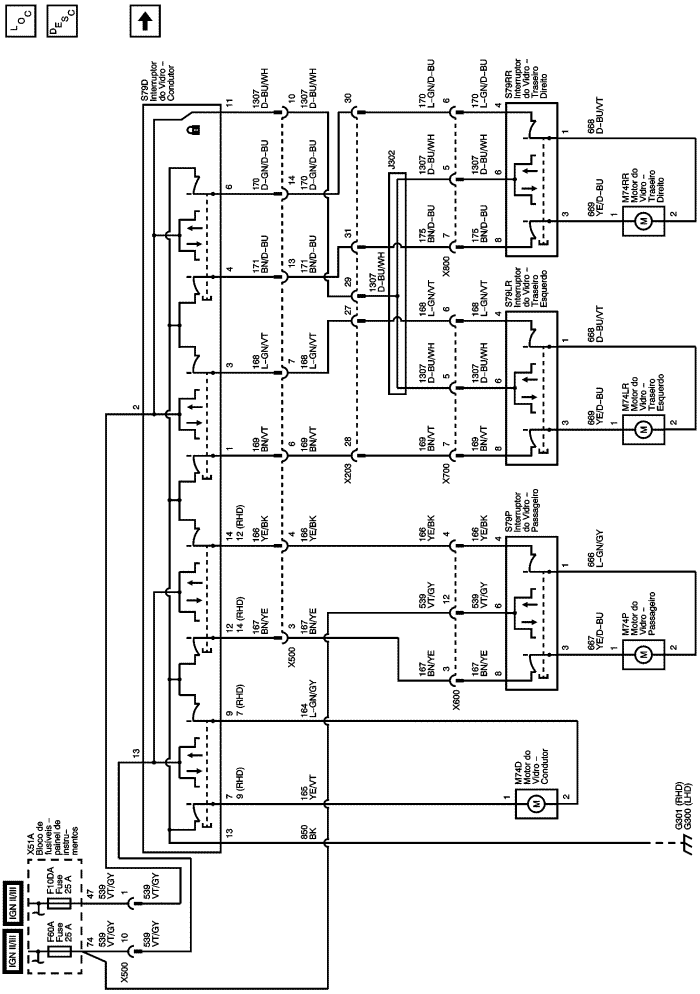 IGN II/III
IGN II/III
LOC
DESC
X51A
Bloco de
fusíveis –
painel de
instru-
mentos
F60A
Fuse
25 A
F10DA
Fuse
25 A
74
539
VT/GY
47
539
VT/GY
X500
10
539
VT/GY
1
539
VT/GY
13
2
S79D
Interruptor
do Vidro –
Condutor
13
7
9 (RHD)
9
7 (RHD)
12
14 (RHD)
14
12 (RHD)
1
3
4
6
11
850
BK
165
YE/VT
164
L-GN/GY
167
BN/YE
166
YE/BK
169
BN/VT
168
L-GN/VT
171
BN/D-BU
170
D-GN/D-BU
1307
D-BU/WH
X500
3
4
6
7
13
14
10
167
BN/YE
166
YE/BK
169
BN/VT
168
L-GN/VT
171
BN/D-BU
170
D-GN/D-BU
1307
D-BU/WH
X203
28
27
29
31
30
1307
D-BU/WH
J302
539
VT/GY
167
BN/YE
539
VT/GY
166
YE/BK
169
BN/VT
1307
D-BU/WH
168
L-GN/VT
175
BN/D-BU
1307
D-BU/WH
170
L-GN/D-BU
X600
3
12
4
X700
7
5
6
X800
7
5
6
167
BN/YE
539
VT/GY
166
YE/BK
169
BN/VT
1307
D-BU/WH
168
L-GN/VT
175
BN/D-BU
1307
D-BU/WH
170
L-GN/D-BU
8
6
4
8
6
4
8
6
4
S79P
Interruptor
do Vidro –
Passageiro
S79LR
Interruptor
do Vidro –
Traseiro
Esquerdo
S79RR
Interruptor
do Vidro –
Traseiro
Direito
3
1
3
1
3
1
667
YE/D-BU
666
L-GN/GY
669
YE/D-BU
668
D-BU/VT
669
YE/D-BU
668
D-BU/VT
M74D
Motor do
Vidro –
Condutor
1
M
2
M74P
Motor do
Vidro –
Passageiro
1
M
2
M74LR
Motor do
Vidro –
Traseiro
Esquerdo
1
M
2
M74RR
Motor do
Vidro –
Traseiro
Direito
1
M
2
G301 (RHD)
G300 (LHD)